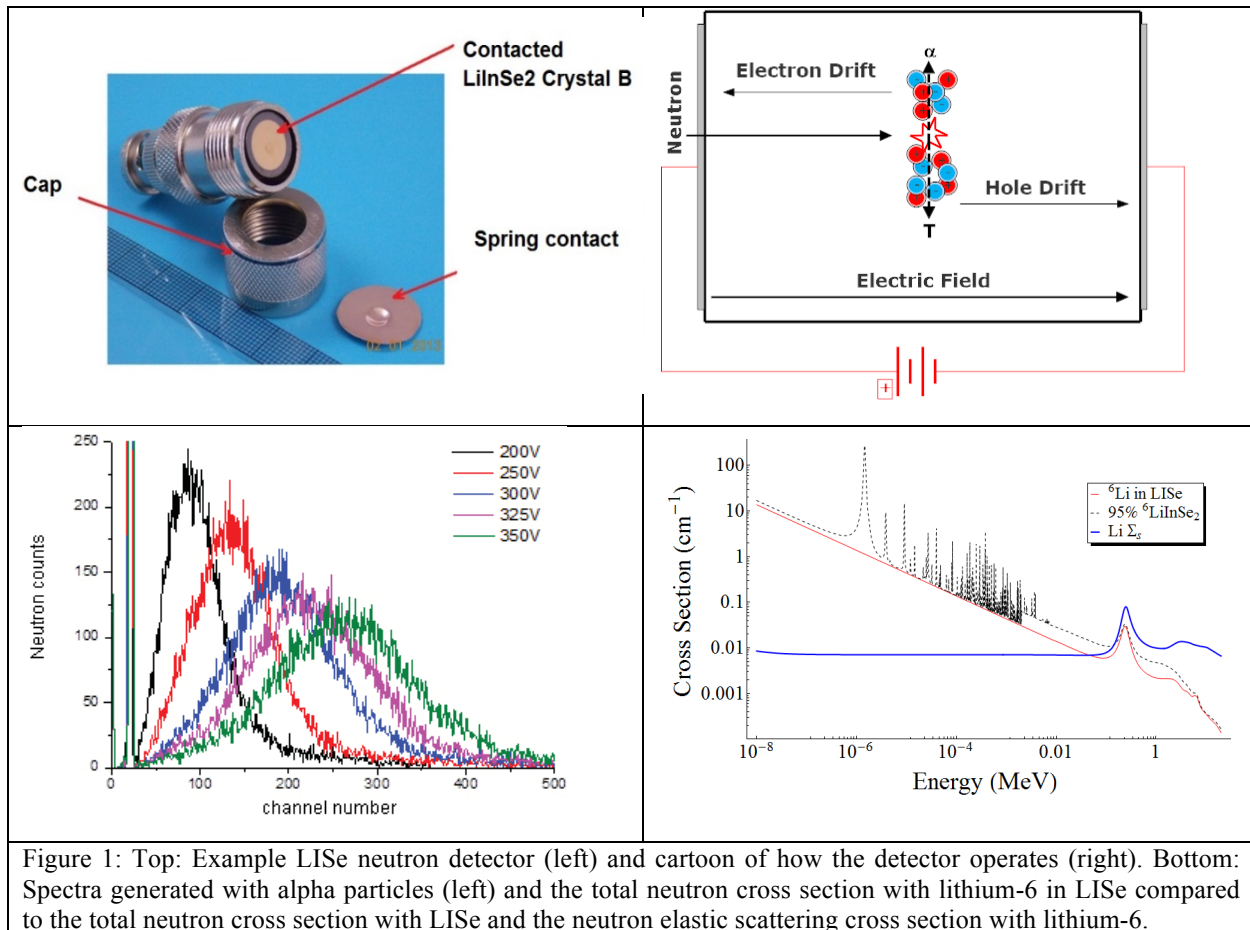 Contacted
LiInSe2 Crystal B
Cap
Spring contact
02 01 2013
α
Electron Drift
Neutron
Hole Drift
T
Electric Field
+
250
200
150
100
50
0
Neutron counts
200V
250V
300V
325V
350V
0 100 200 300 400 500
channel number
100
10
1
0.1
0.01
0.001
Cross Section (cm⁻¹)
⁶Li in LISe
95% ⁶LiInSe₂
Li Σₛ
10⁻⁸ 10⁻⁶ 10⁻⁴ 0.01 1
Energy (MeV)
Figure 1: Top: Example LISe neutron detector (left) and cartoon of how the detector operates (right). Bottom:
Spectra generated with alpha particles (left) and the total neutron cross section with lithium-6 in LISe compared
to the total neutron cross section with LISe and the neutron elastic scattering cross section with lithium-6.